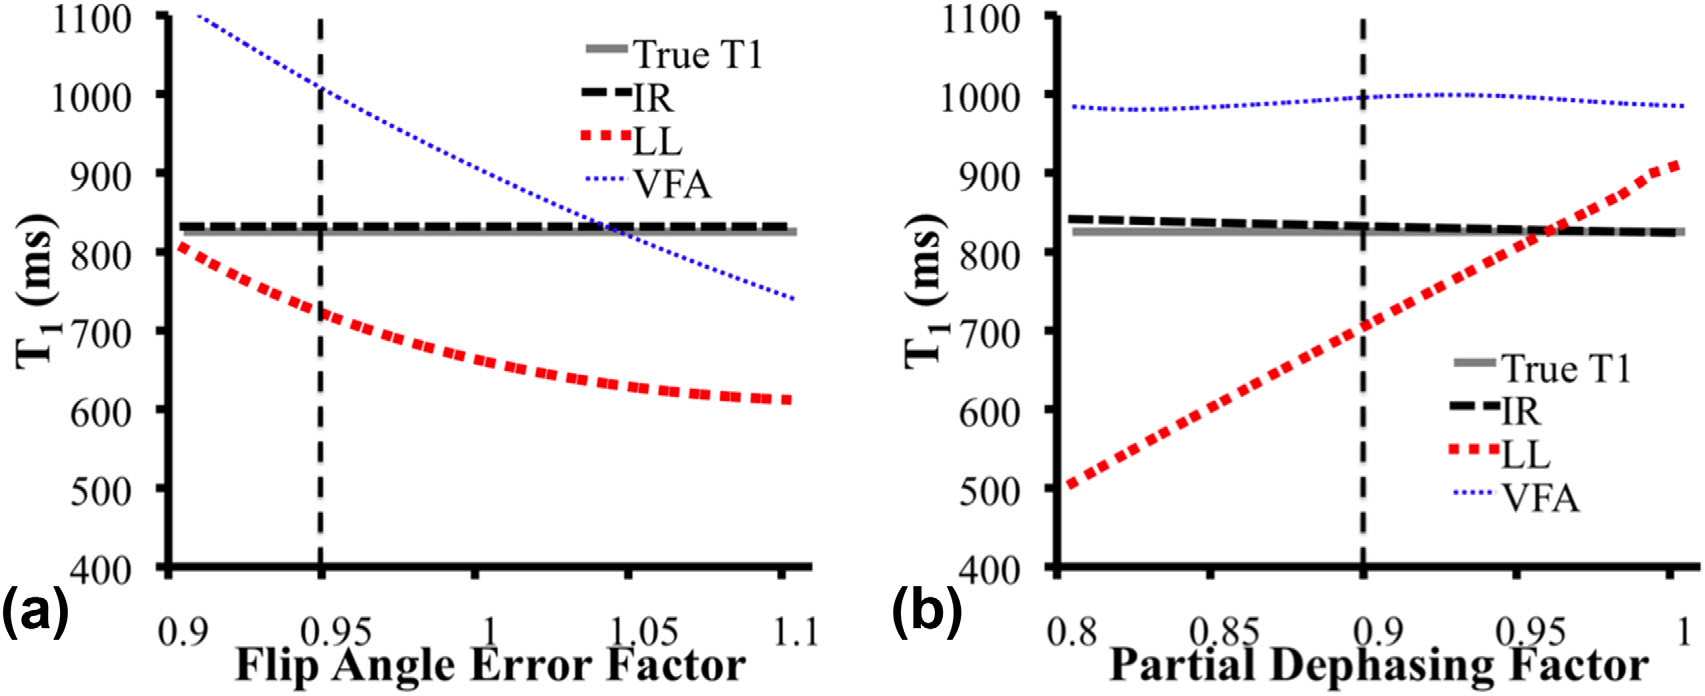 1100
1000
900
800
700
600
500
400
T1 (ms)
True T1
IR
LL
VFA
0.9 0.95 1 1.05 1.1
Flip Angle Error Factor
(a)
1100
1000
900
800
700
600
500
400
T1 (ms)
True T1
IR
LL
VFA
0.8 0.85 0.9 0.95 1
Partial Dephasing Factor
(b)